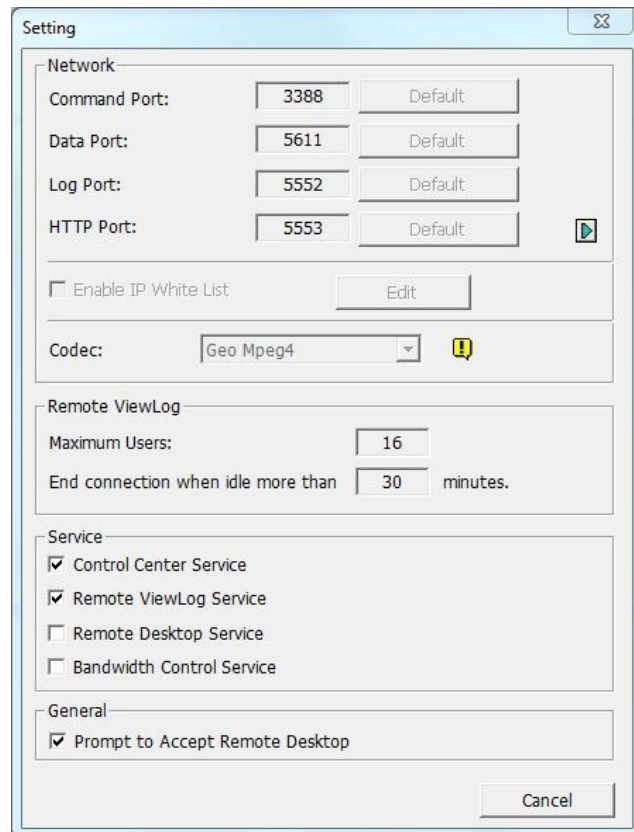 Setting
Network
Command Port: 3388 Default
Data Port: 5611 Default
Log Port: 5552 Default
HTTP Port: 5553 Default
Enable IP White List Edit
Codec: Geo Mpeg4
Remote ViewLog
Maximum Users: 16
End connection when idle more than 30 minutes.
Service
Control Center Service
Remote ViewLog Service
Remote Desktop Service
Bandwidth Control Service
General
Prompt to Accept Remote Desktop
Cancel